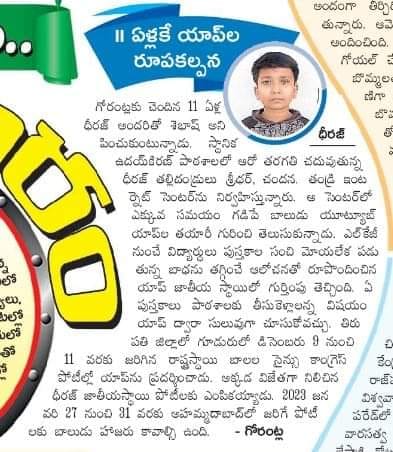 ॥ ఏళ్లకే యాప్‌ల
రూపకల్పన
ధీరజ్
గోరంట్లకు చెందిన 11 ఏళ్ల
ధీరజ్ అందరితో శెభాష్ అని
పించుకుంటున్నాడు. స్థానిక
ఉదయ్‌కిరణ్ పాఠశాలలో ఆరో తరగతి చదువుతున్న
ధీరజ్ తల్లిదండ్రులు శ్రీధర్, చందన. తండ్రి ఇంట
ర్నెట్ సెంటర్‌ను నిర్వహిస్తున్నారు. ఆ సెంటర్‌లో
ఎక్కువ సమయం గడిపే బాలుడు యూట్యూబ్
యాప్‌ల తయారీ గురించి తెలుసుకున్నాడు. ఎల్‌కేజీ
నుంచే విద్యార్థులు పుస్తకాల సంచి మోయలేక పడు
తున్న బాధను తగ్గించే ఆలోచనతో రూపొందించిన
యాప్ జాతీయ స్థాయిలో గుర్తింపు తెచ్చింది. ఏ
పుస్తకాలు పాఠశాలకు తీసుకెళ్లాలన్న విషయం
యాప్ ద్వారా సులువుగా చూసుకోవచ్చు. తిరు
పతి జిల్లాలో గూడురులో డిసెంబరు 9 నుంచి
11 వరకు జరిగిన రాష్ట్రస్థాయి బాలల సైన్సు కాంగ్రెస్
పోటీల్లో యాప్‌ను ప్రదర్శించాడు. అక్కడ విజేతగా నిలిచిన
ధీరజ్ జాతీయస్థాయి పోటీలకు ఎంపికయ్యాడు. 2023 జన
వరి 27 నుంచి 31 వరకు అహమ్మదాబాద్‌లో జరిగే పోటీ
లకు బాలుడు హాజరు కావాల్సి ఉంది. - గోరంట్ల